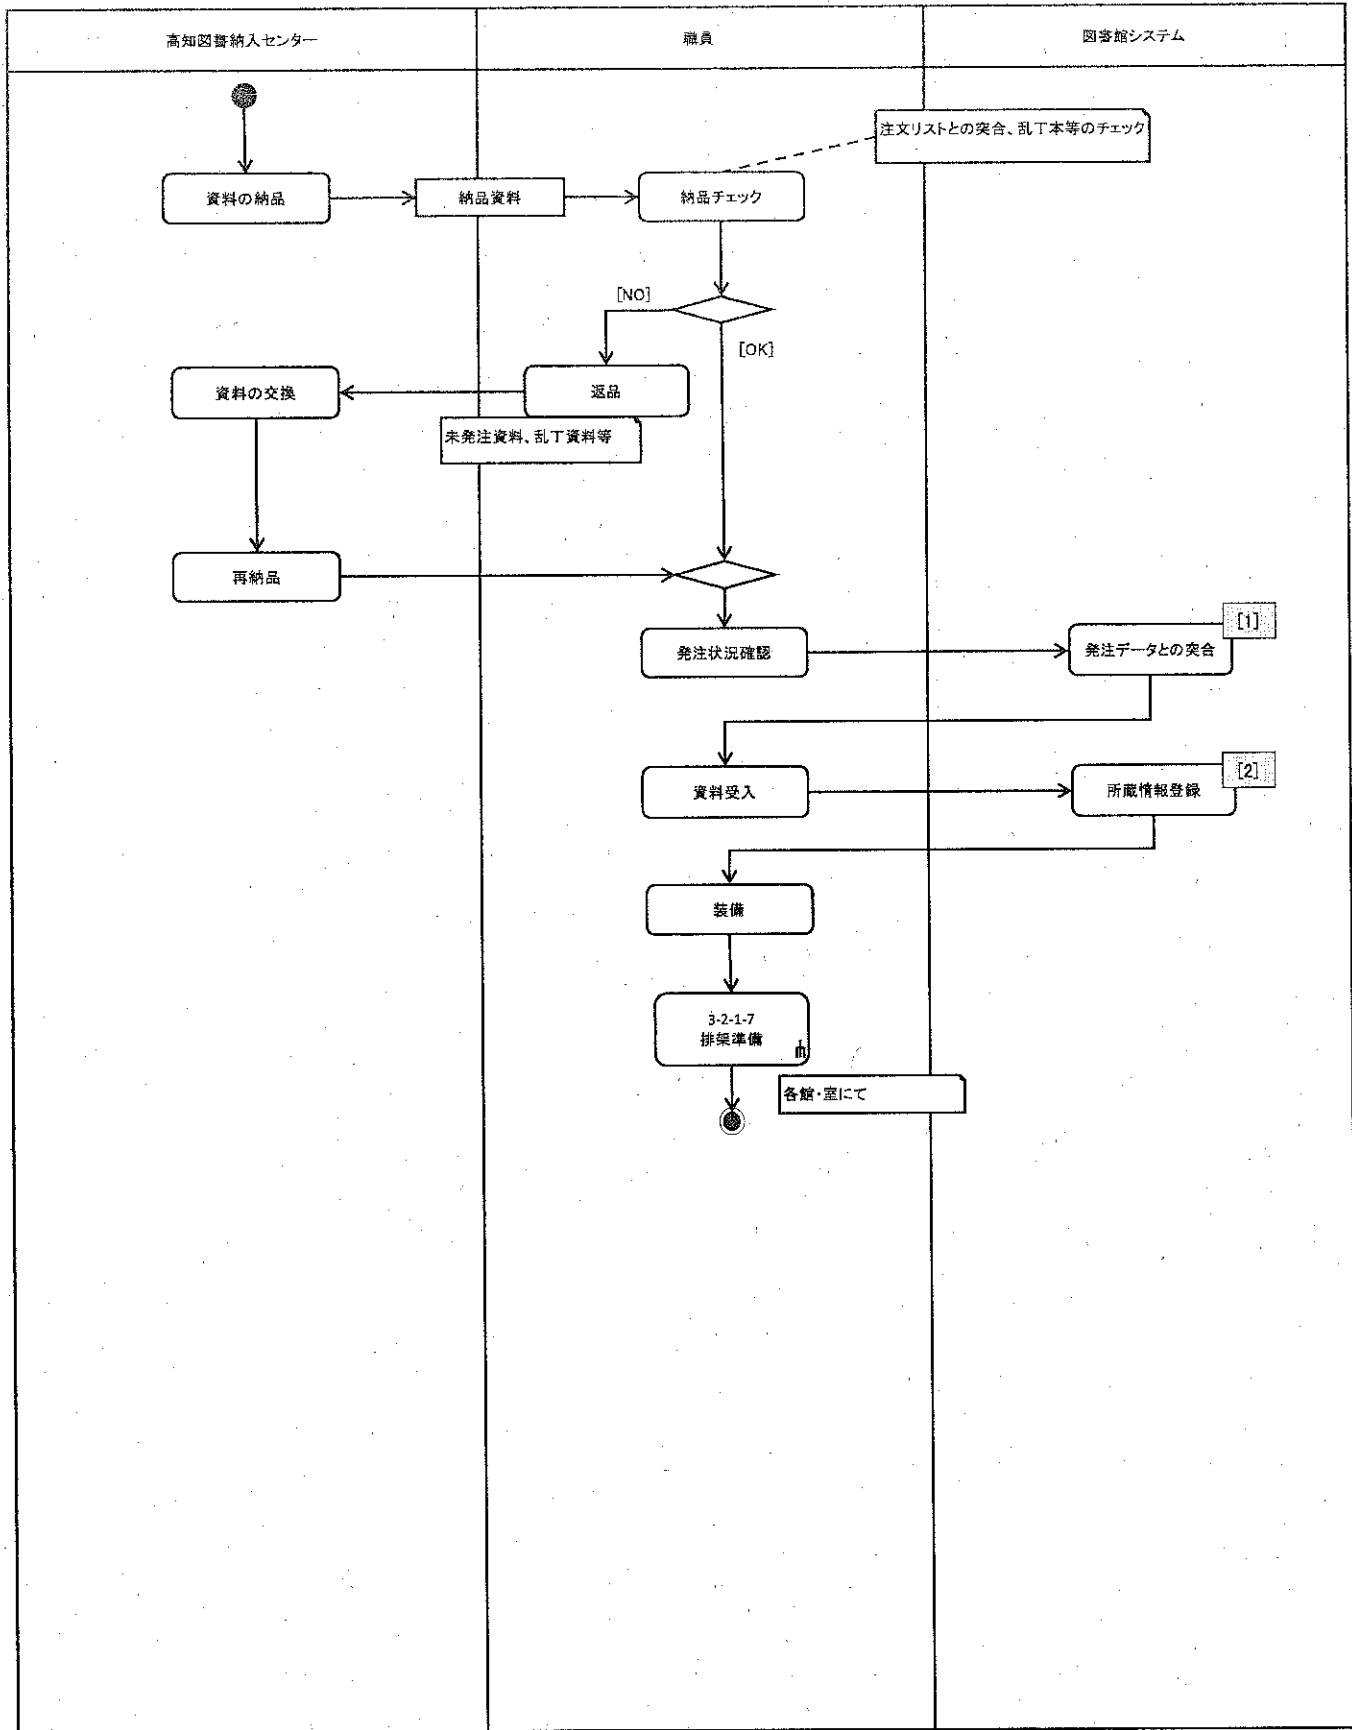 高知図書納入センター
職員
図書館システム
注文リストとの突合、乱丁本等のチェック
資料の納品
納品資料
納品チェック
[NO]
[OK]
資料の交換
返品
未発注資料、乱丁資料等
再納品
発注状況確認
発注データとの突合
[1]
資料受入
所蔵情報登録
[2]
装備
3-2-1-7
排架準備
各館・室にて